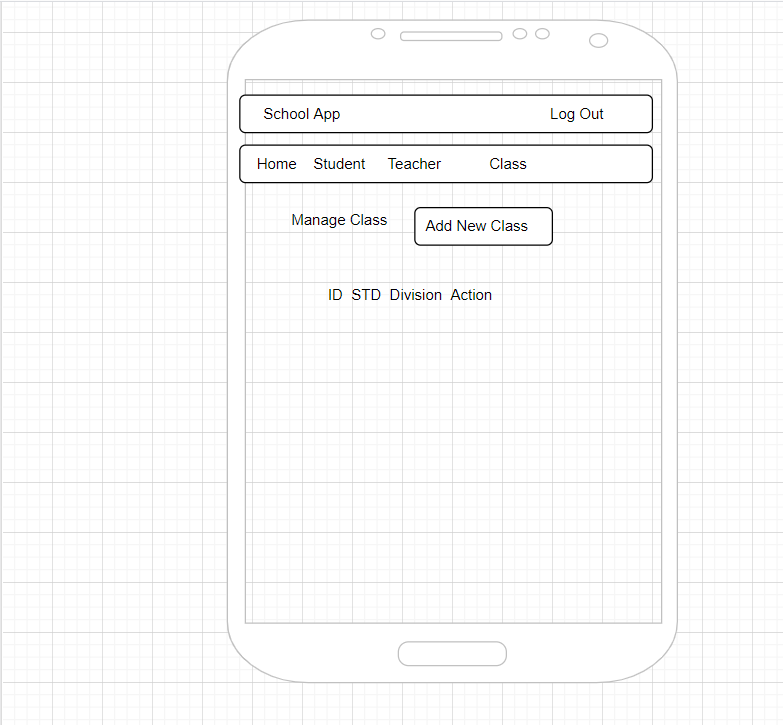 School App Log Out
Home Student Teacher Class
Manage Class Add New Class
ID STD Division Action